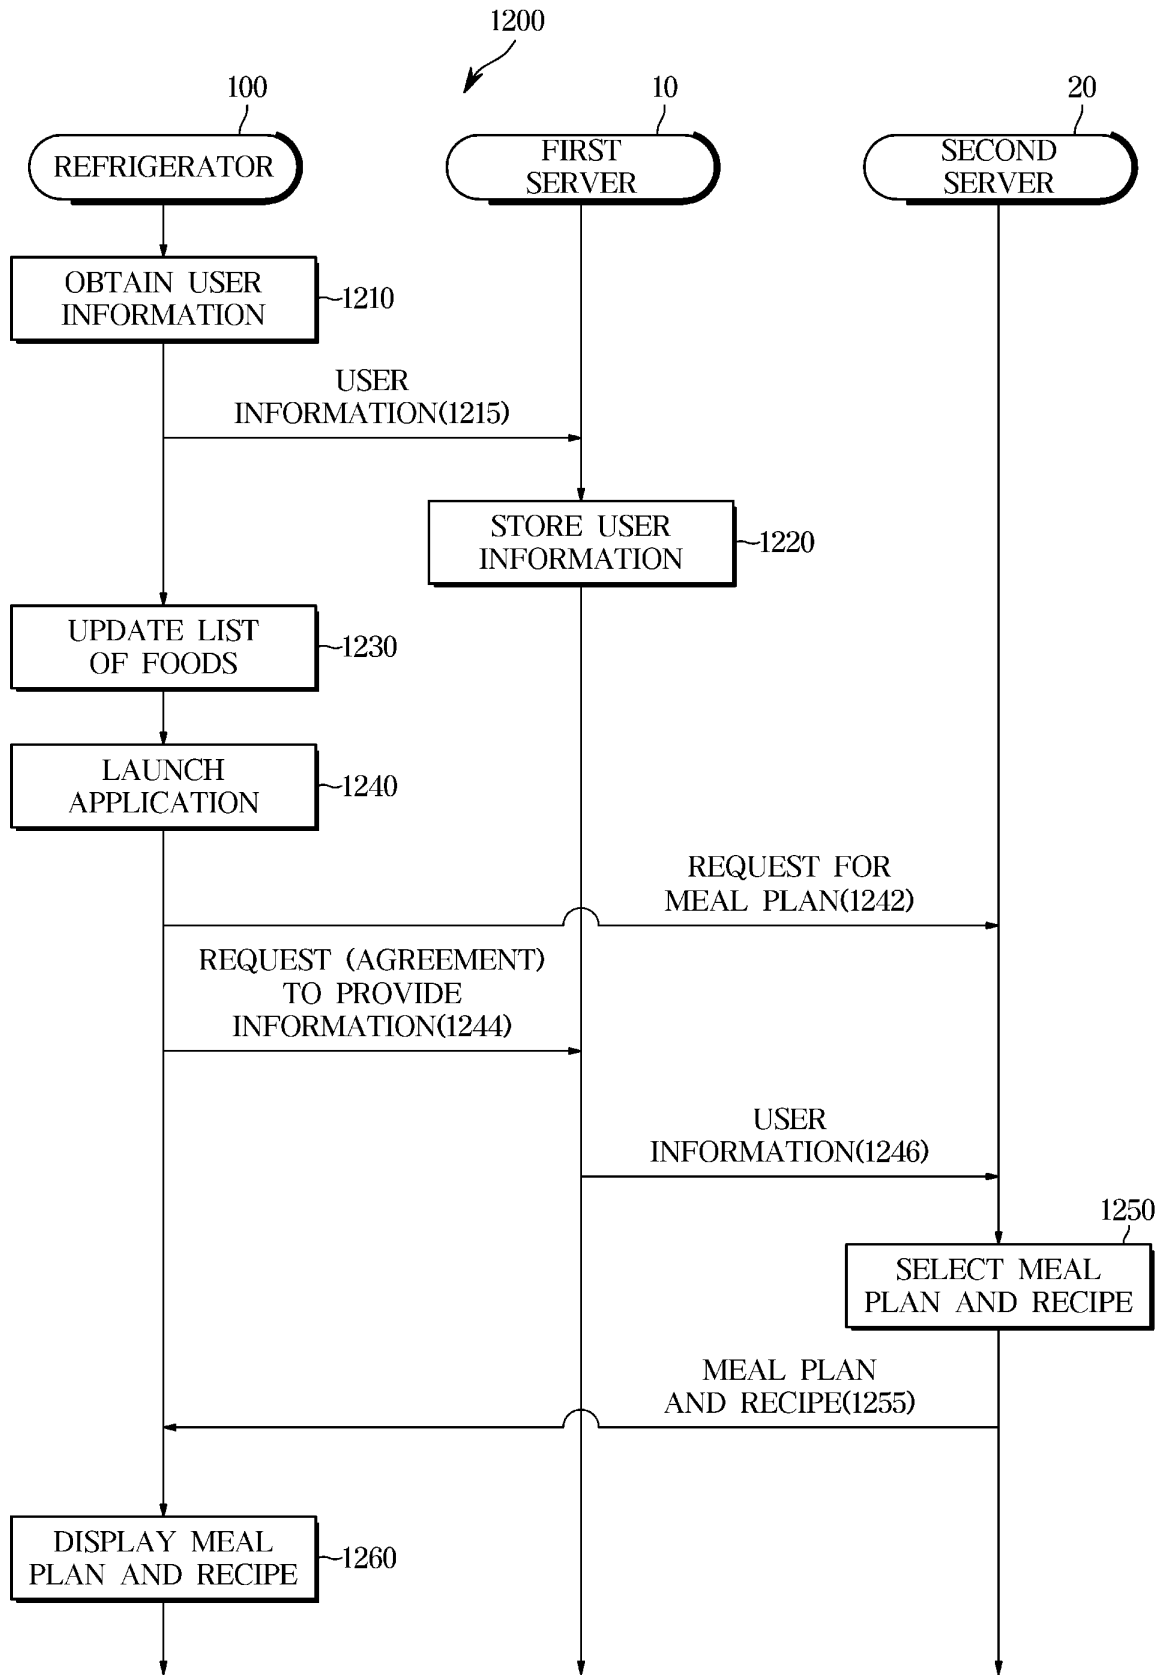 1200
100
10
20
REFRIGERATOR
FIRST
SERVER
SECOND
SERVER
OBTAIN USER
INFORMATION
1210
USER
INFORMATION(1215)
STORE USER
INFORMATION
1220
UPDATE LIST
OF FOODS
1230
LAUNCH
APPLICATION
1240
REQUEST FOR
MEAL PLAN(1242)
REQUEST (AGREEMENT)
TO PROVIDE
INFORMATION(1244)
USER
INFORMATION(1246)
1250
SELECT MEAL
PLAN AND RECIPE
MEAL PLAN
AND RECIPE(1255)
DISPLAY MEAL
PLAN AND RECIPE
1260